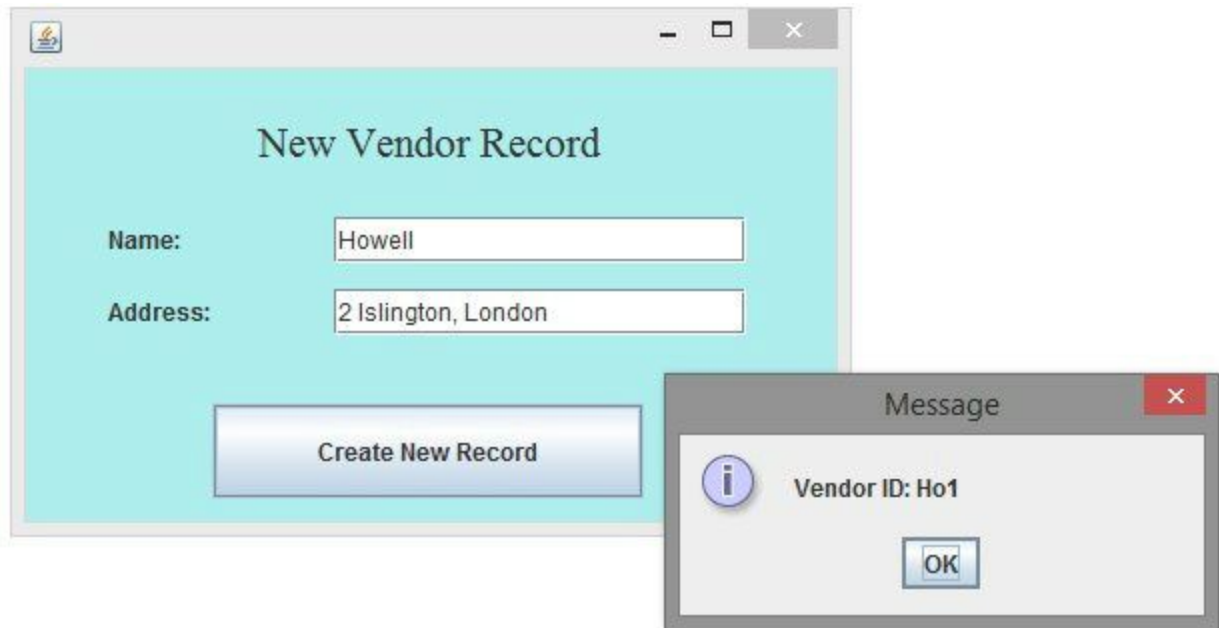 New Vendor Record
Name: Howell
Address: 2 Islington, London
Create New Record
Message
Vendor ID: Ho1
OK